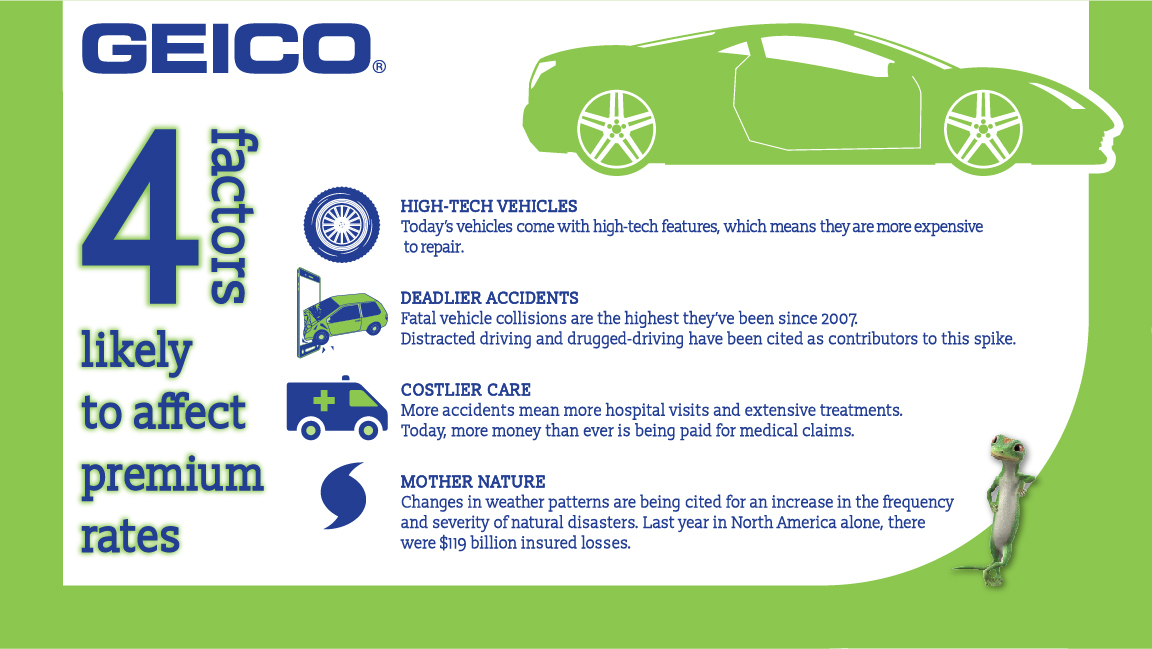 GEICO®
4 factors
likely
to affect
premium
rates
HIGH-TECH VEHICLES
Today's vehicles come with high-tech features, which means they are more expensive
to repair.
DEADLIER ACCIDENTS
Fatal vehicle collisions are the highest they've been since 2007.
Distracted driving and drugged-driving have been cited as contributors to this spike.
COSTLIER CARE
More accidents mean more hospital visits and extensive treatments.
Today, more money than ever is being paid for medical claims.
MOTHER NATURE
Changes in weather patterns are being cited for an increase in the frequency
and severity of natural disasters. Last year in North America alone, there
were $119 billion insured losses.